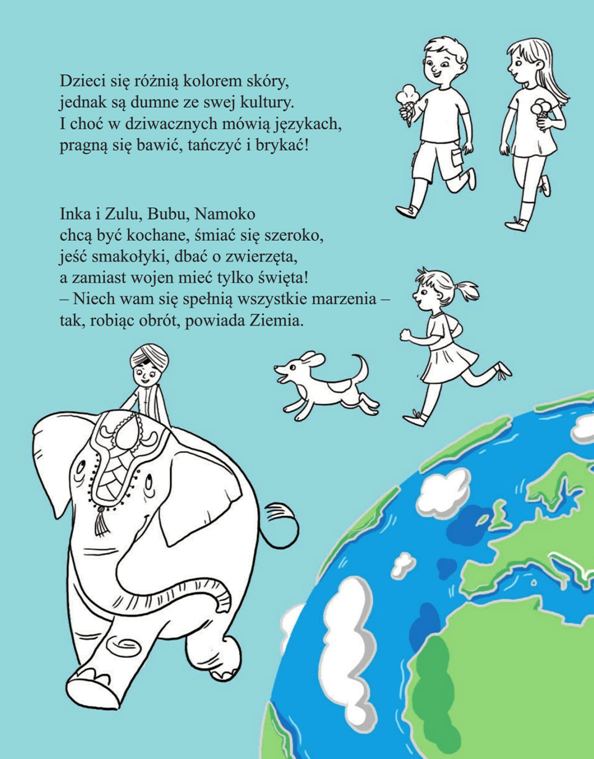 Dzieci się różnią kolorem skóry,
jednak są dumne ze swej kultury.
I choć w dziwacznych mówią językach,
pragną się bawić, tańczyć i brykać!
Inka i Zulu, Bubu, Namoko
chcą być kochane, śmiać się szeroko,
jeść smakołyki, dbać o zwierzęta,
a zamiast wojen mieć tylko święta!
– Niech wam się spełnią wszystkie marzenia –
tak, robiąc obrót, powiada Ziemia.